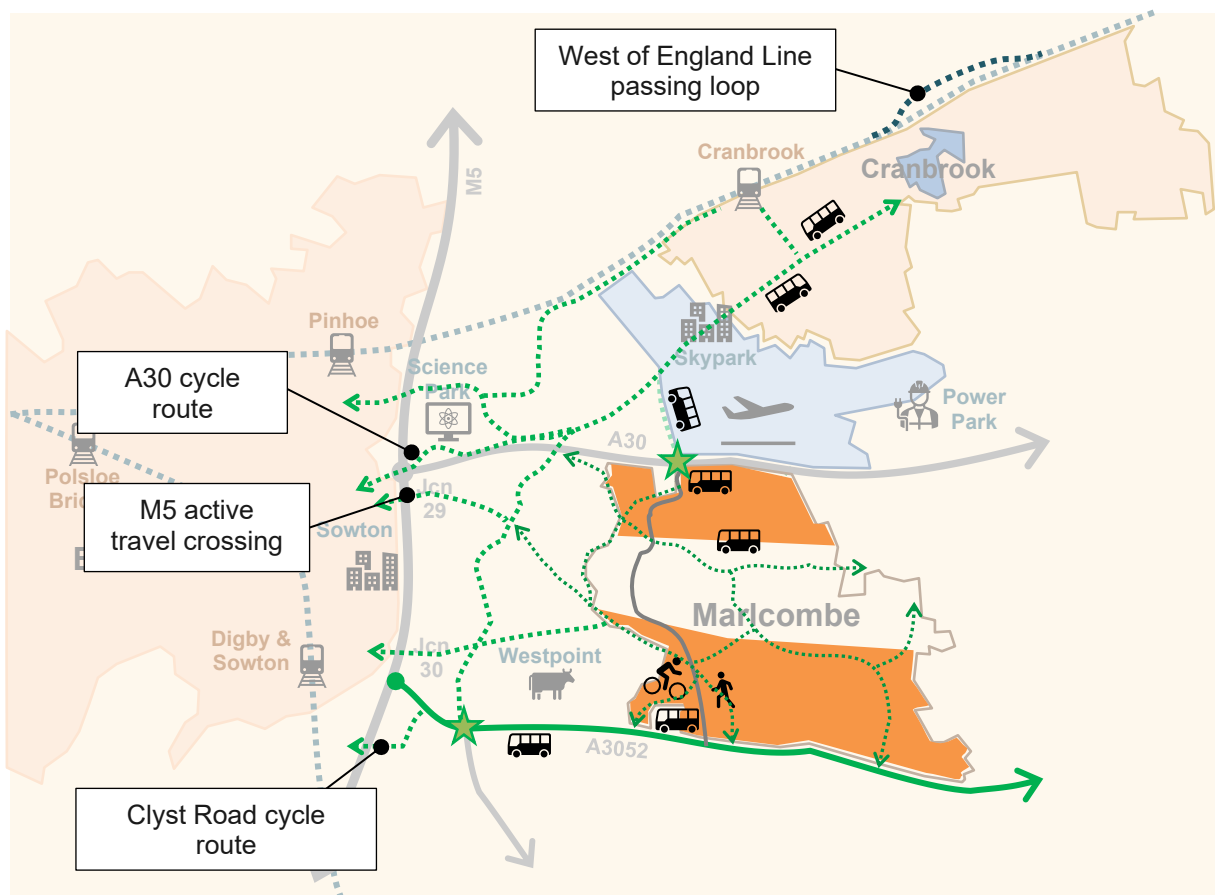 West of England Line
passing loop
Cranbrook
Cranbrook
M5
Pinhoe
Science
Park
Skypark
Power
Park
A30 cycle
route
A30
Polsloe
Jcn
29
M5 active
travel crossing
Sowton
Marlcombe
Digby &
Sowton
Jcn
30
Westpoint
A3052
Clyst Road cycle
route